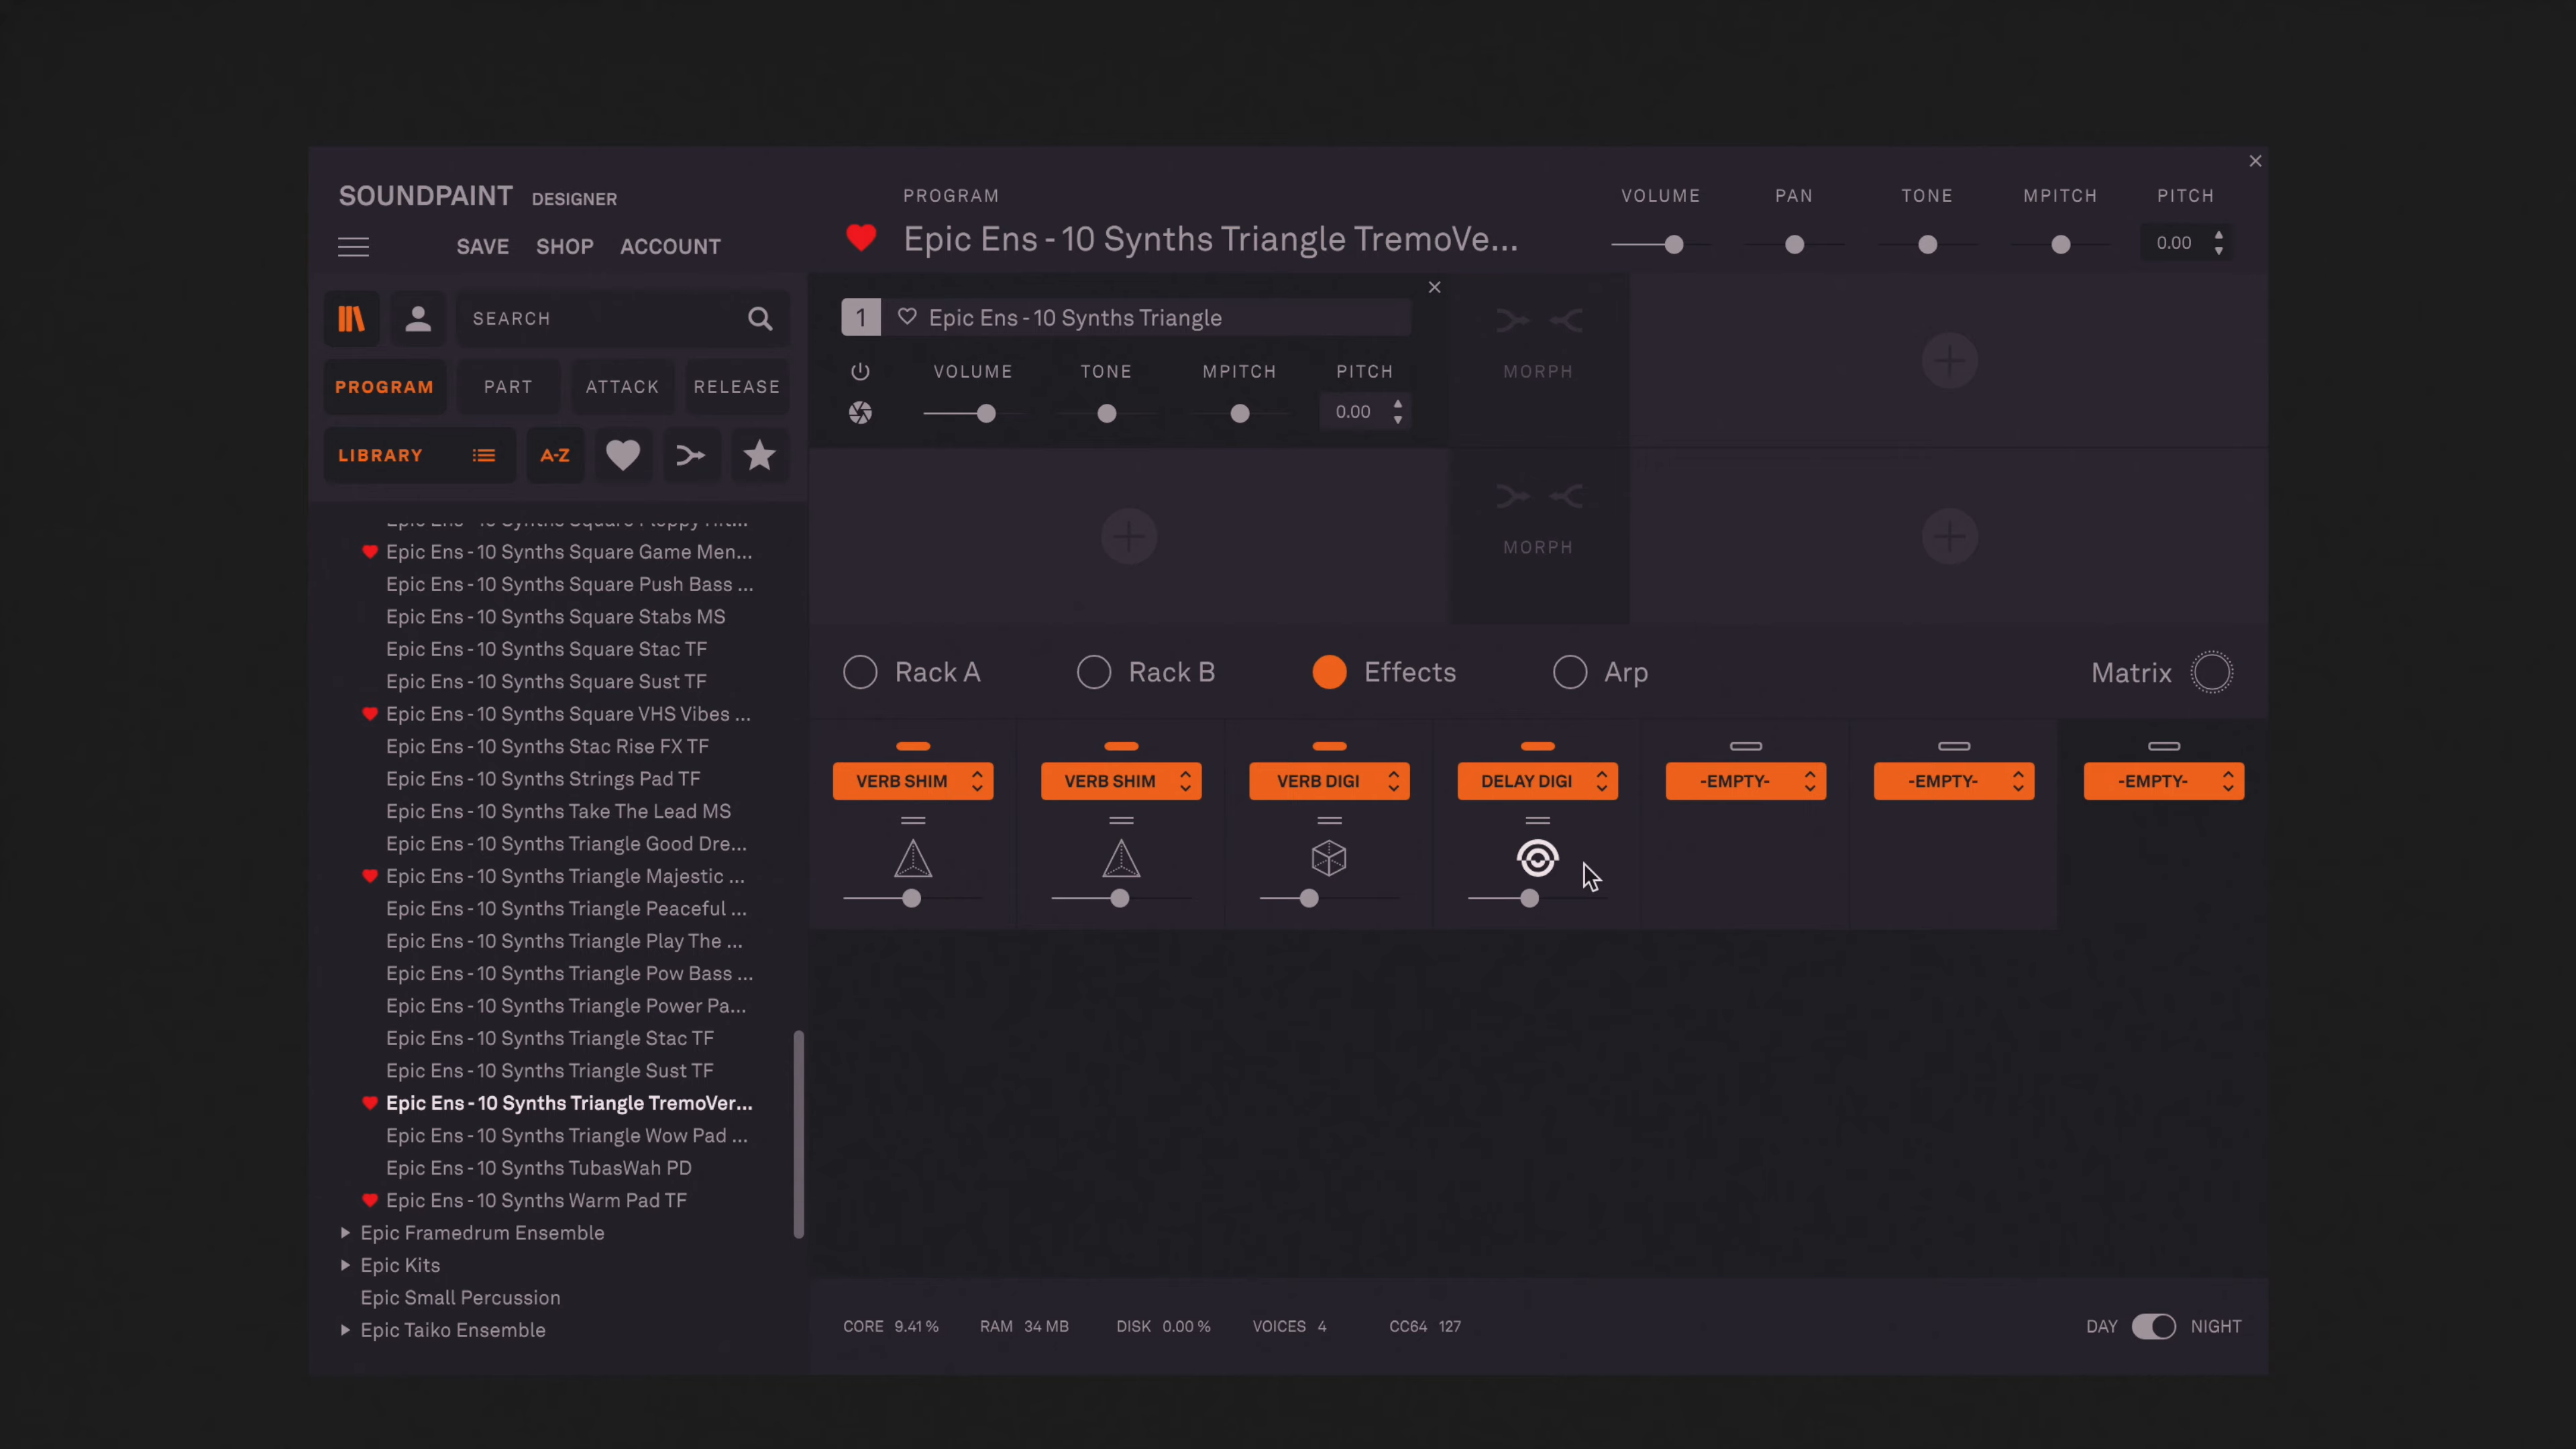 SOUNDPAINT DESIGNER
SAVE SHOP ACCOUNT
PROGRAM
Epic Ens - 10 Synths Triangle TremoVe...
VOLUME PAN TONE MPITCH PITCH
0.00
SEARCH
PROGRAM PART ATTACK RELEASE
LIBRARY A-Z
1 Epic Ens - 10 Synths Triangle
VOLUME TONE MPITCH PITCH
0.00
MORPH
MORPH
Epic Ens - 10 Synths Square Game Men...
Epic Ens - 10 Synths Square Push Bass ...
Epic Ens - 10 Synths Square Stabs MS
Epic Ens - 10 Synths Square Stac TF
Epic Ens - 10 Synths Square Sust TF
Epic Ens - 10 Synths Square VHS Vibes ...
Epic Ens - 10 Synths Stac Rise FX TF
Epic Ens - 10 Synths Strings Pad TF
Epic Ens - 10 Synths Take The Lead MS
Epic Ens - 10 Synths Triangle Good Dre...
Epic Ens - 10 Synths Triangle Majestic ...
Epic Ens - 10 Synths Triangle Peaceful ...
Epic Ens - 10 Synths Triangle Play The ...
Epic Ens - 10 Synths Triangle Pow Bass ...
Epic Ens - 10 Synths Triangle Power Pa...
Epic Ens - 10 Synths Triangle Stac TF
Epic Ens - 10 Synths Triangle Sust TF
Epic Ens - 10 Synths Triangle TremoVer...
Epic Ens - 10 Synths Triangle Wow Pad ...
Epic Ens - 10 Synths TubasWah PD
Epic Ens - 10 Synths Warm Pad TF
Epic Framedrum Ensemble
Epic Kits
Epic Small Percussion
Epic Taiko Ensemble
Rack A Rack B Effects Arp Matrix
VERB SHIM VERB SHIM VERB DIGI DELAY DIGI -EMPTY- -EMPTY- -EMPTY-
CORE 9.41 % RAM 34 MB DISK 0.00 % VOICES 4 CC64 127
DAY NIGHT